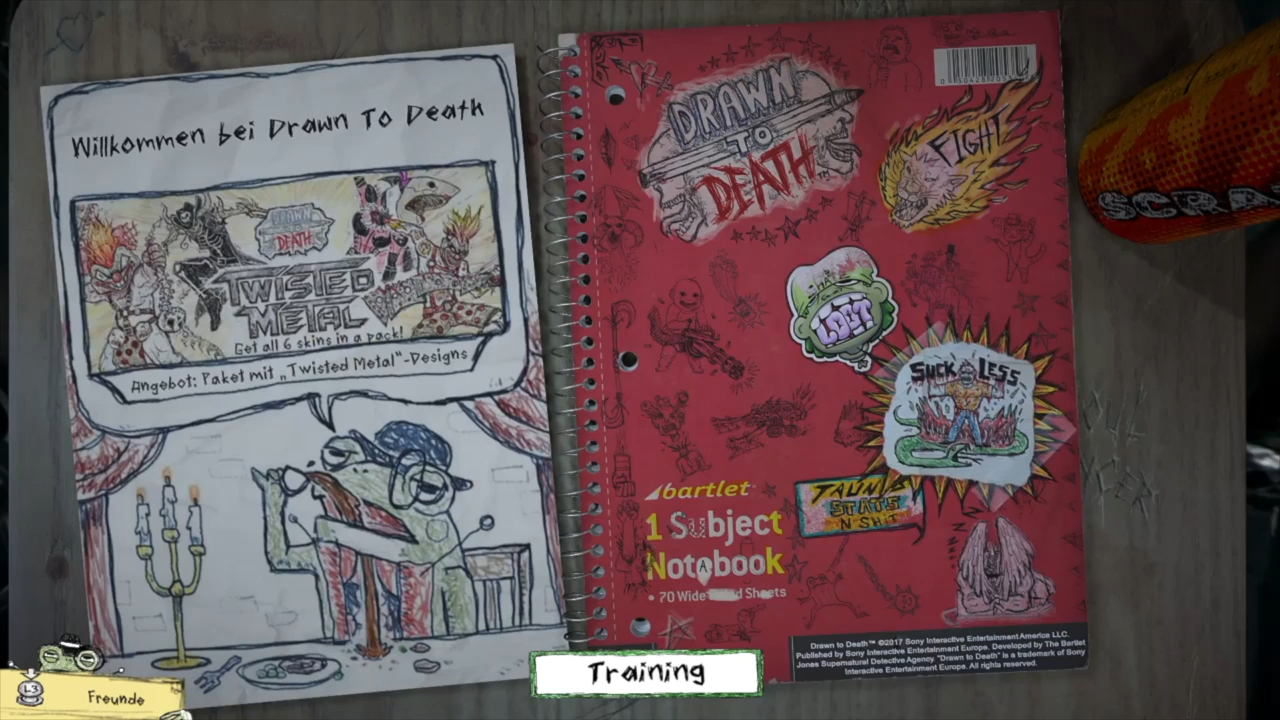 Willkommen bei Drawn To Death
DRAWN
TO
DEATH
TWISTED
METAL
Get all 6 skins in a pack!
Angebot: Paket mit „Twisted Metal“-Designs
DRAWN
TO
DEATH™
FIGHT
LOOT
SUCK LESS
TAUNTS
STATS
N SHIT
bartlet
1 Subject
Notebook
• 70 Wide Sheets
Drawn to Death™ ©2017 Sony Interactive Entertainment America LLC.
Published by Sony Interactive Entertainment Europe. Developed by The Bartlet
Jones Supernatural Detective Agency. "Drawn to Death" is a trademark of Sony
Interactive Entertainment Europe. All rights reserved.
Training
L3
Freunde